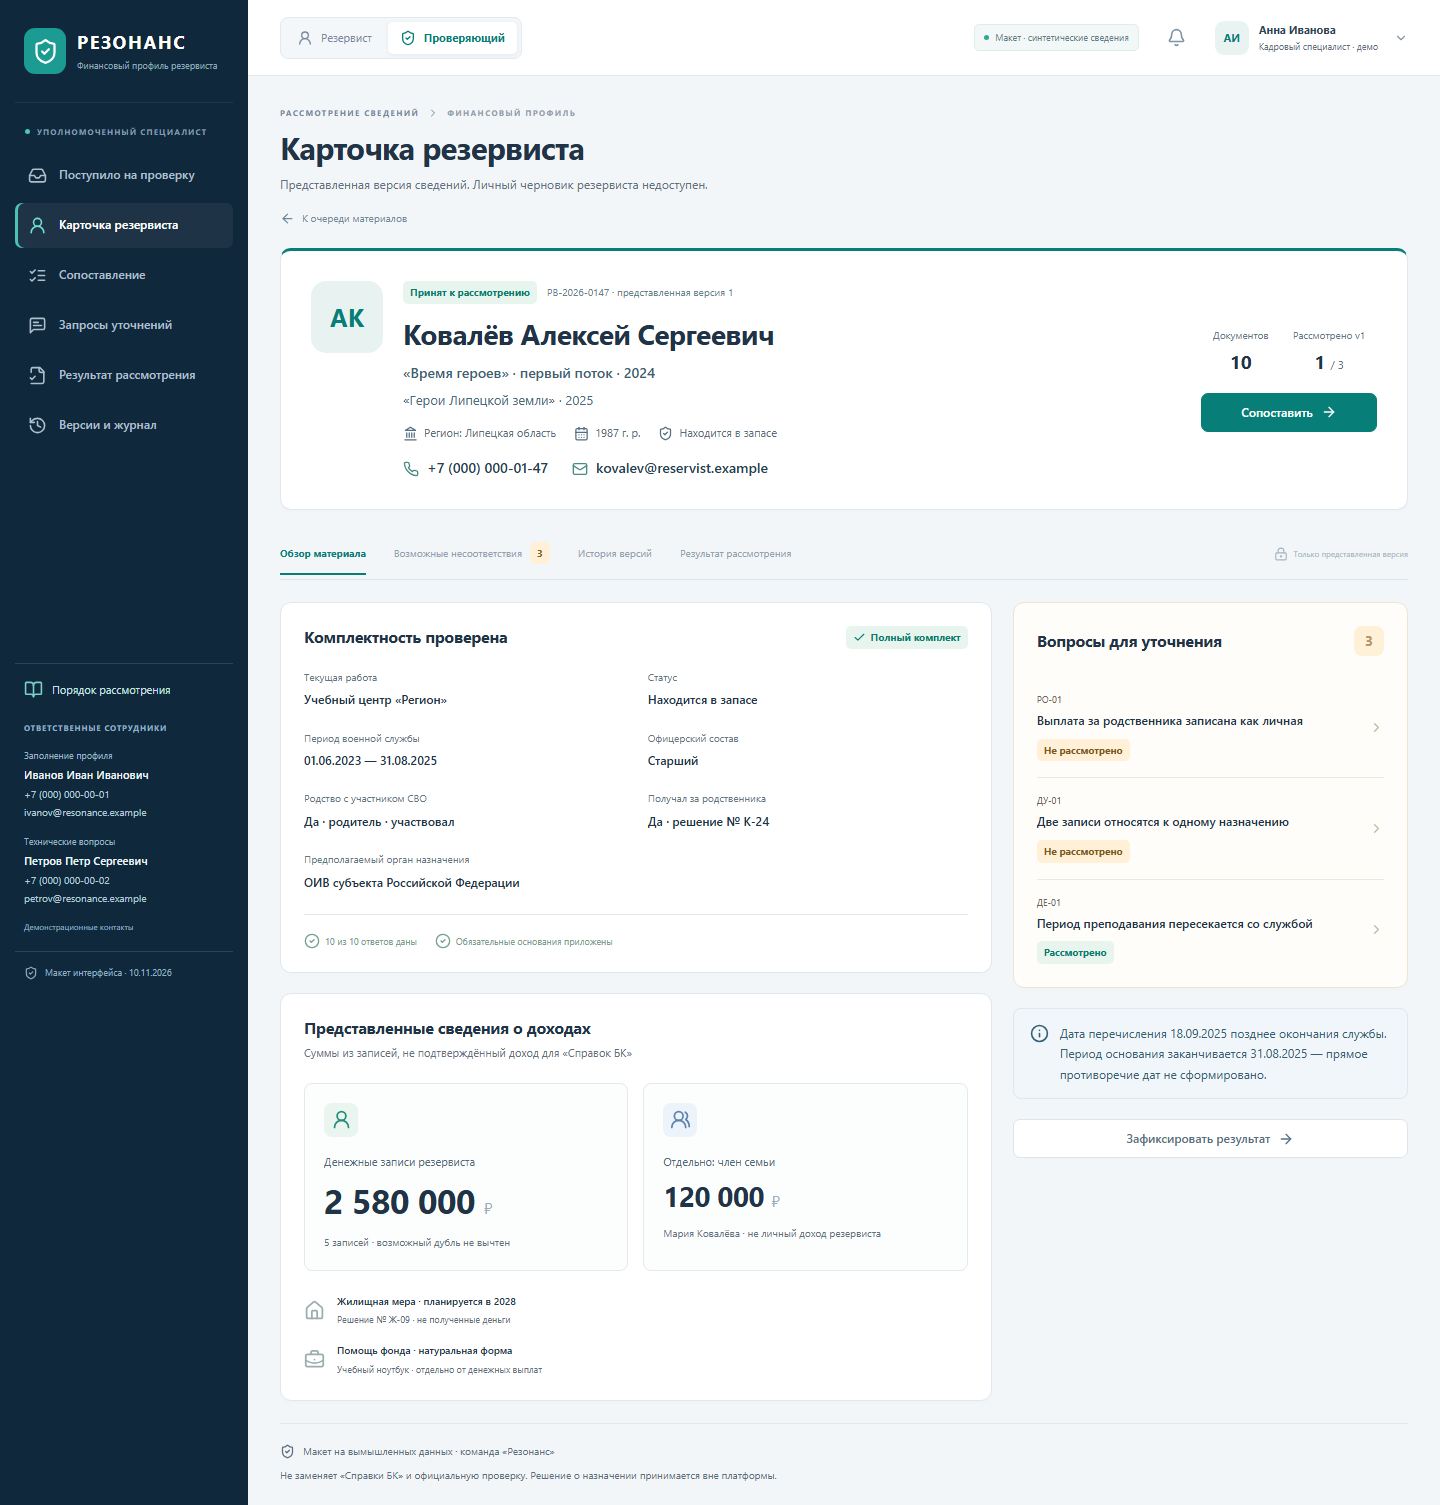 РЕЗОНАНС
Финансовый профиль резервиста
УПОЛНОМОЧЕННЫЙ СПЕЦИАЛИСТ
Поступило на проверку
Карточка резервиста
Сопоставление
Запросы уточнений
Результат рассмотрения
Версии и журнал
Порядок рассмотрения
ОТВЕТСТВЕННЫЕ СОТРУДНИКИ
Заполнение профиля
Иванов Иван Иванович
+7 (000) 000-00-01
ivanov@resonance.example
Технические вопросы
Петров Петр Сергеевич
+7 (000) 000-00-02
petrov@resonance.example
Демонстрационные контакты
Макет интерфейса · 10.11.2026
Резервист
Проверяющий
Макет · синтетические сведения
АИ
Анна Иванова
Кадровый специалист · демо
РАССМОТРЕНИЕ СВЕДЕНИЙ
ФИНАНСОВЫЙ ПРОФИЛЬ
Карточка резервиста
Представленная версия сведений. Личный черновик резервиста недоступен.
К очереди материалов
АК
Принят к рассмотрению
РВ-2026-0147 · представленная версия 1
Ковалёв Алексей Сергеевич
«Время героев» · первый поток · 2024
«Герои Липецкой земли» · 2025
Регион: Липецкая область
1987 г. р.
Находится в запасе
+7 (000) 000-01-47
kovalev@reservist.example
Документов
10
Рассмотрено v1
1 / 3
Сопоставить
Обзор материала
Возможные несоответствия
3
История версий
Результат рассмотрения
Только представленная версия
Комплектность проверена
Полный комплект
Текущая работа
Учебный центр «Регион»
Статус
Находится в запасе
Период военной службы
01.06.2023 — 31.08.2025
Офицерский состав
Старший
Родство с участником СВО
Да · родитель · участвовал
Получал за родственника
Да · решение № К-24
Предполагаемый орган назначения
ОИВ субъекта Российской Федерации
10 из 10 ответов даны
Обязательные основания приложены
Представленные сведения о доходах
Суммы из записей, не подтверждённый доход для «Справок БК»
Денежные записи резервиста
2 580 000 ₽
5 записей · возможный дубль не вычтен
Отдельно: член семьи
120 000 ₽
Мария Ковалёва · не личный доход резервиста
Жилищная мера · планируется в 2028
Решение № Ж-09 · не полученные деньги
Помощь фонда · натуральная форма
Учебный ноутбук · отдельно от денежных выплат
Вопросы для уточнения
3
РО-01
Выплата за родственника записана как личная
Не рассмотрено
ДУ-01
Две записи относятся к одному назначению
Не рассмотрено
ДЕ-01
Период преподавания пересекается со службой
Рассмотрено
Дата перечисления 18.09.2025 позднее окончания службы.
Период основания заканчивается 31.08.2025 — прямое
противоречие дат не сформировано.
Зафиксировать результат
Макет на вымышленных данных · команда «Резонанс»
Не заменяет «Справки БК» и официальную проверку. Решение о назначении принимается вне платформы.